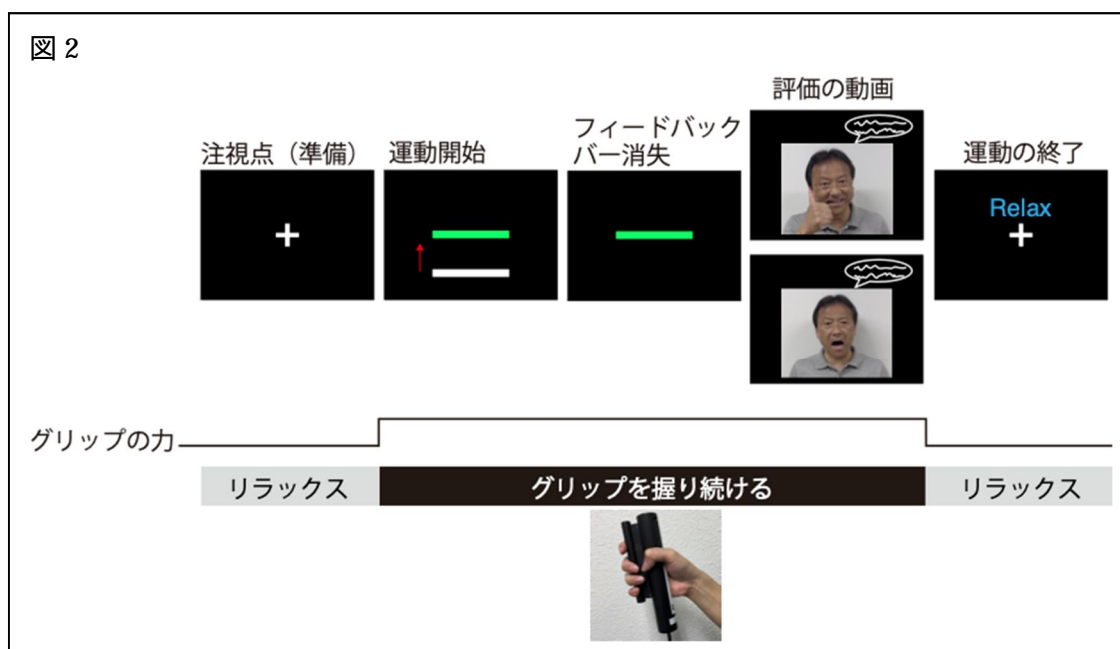 図 2
注視点（準備）
運動開始
フィードバック
バー消失
評価の動画
運動の終了
Relax
グリップの力
リラックス
グリップを握り続ける
リラックス